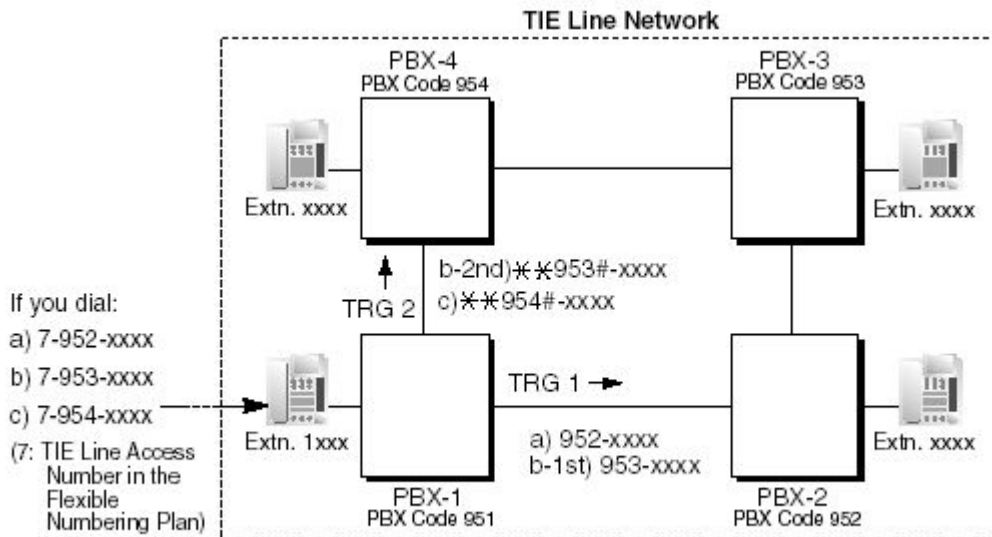 TIE Line Network
PBX-4
PBX Code 954
PBX-3
PBX Code 953
Extn. xxxx
Extn. xxxx
b-2nd)**953#-xxxx
c)**954#-xxxx
TRG 2
If you dial:
a) 7-952-xxxx
b) 7-953-xxxx
c) 7-954-xxxx
(7: TIE Line Access
Number in the
Flexible
Numbering Plan)
Extn. 1xxx
TRG 1
Extn. xxxx
a) 952-xxxx
b-1st) 953-xxxx
PBX-1
PBX Code 951
PBX-2
PBX Code 952